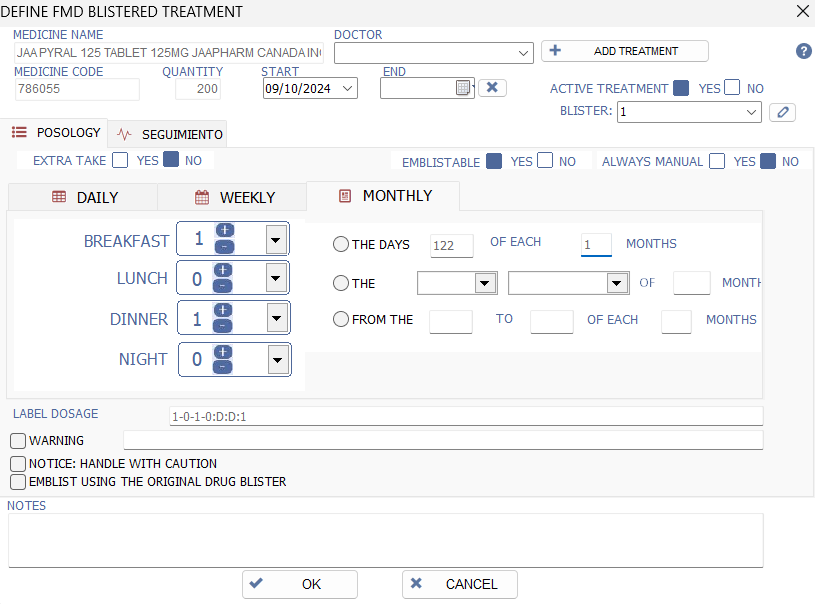 DEFINE FMD BLISTERED TREATMENT
MEDICINE NAME
DOCTOR
JAA PYRAL 125 TABLET 125MG JAAPHARM CANADA IN
ADD TREATMENT
MEDICINE CODE
QUANTITY
START
END
786055
200
09/10/2024
ACTIVE TREATMENT YES NO
BLISTER: 1
POSOLOGY
SEGUIMIENTO
EXTRA TAKE YES NO
EMBLISTABLE YES NO
ALWAYS MANUAL YES NO
DAILY
WEEKLY
MONTHLY
BREAKFAST 1
LUNCH 0
DINNER 1
NIGHT 0
THE DAYS 122 OF EACH 1 MONTHS
THE OF MONTH
FROM THE TO OF EACH MONTHS
LABEL DOSAGE 1-0-1-0:D:D:1
WARNING
NOTICE: HANDLE WITH CAUTION
EMBLIST USING THE ORIGINAL DRUG BLISTER
NOTES
OK
CANCEL